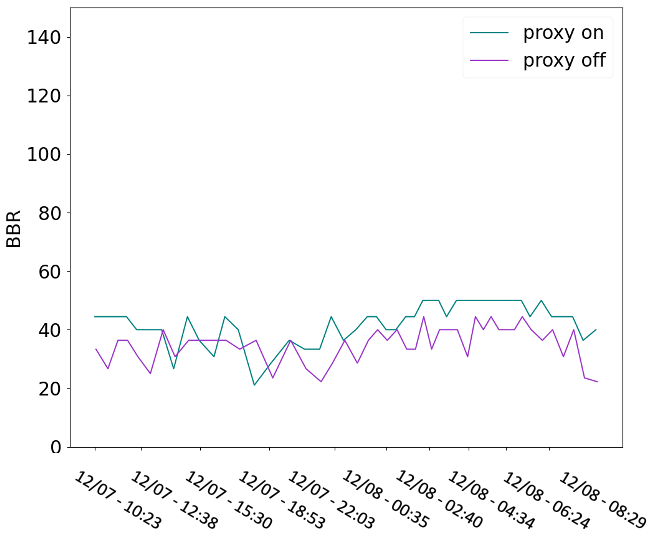 140
120
100
80
60
40
20
0
BBR
proxy on
proxy off
12/07 - 10:23
12/07 - 12:38
12/07 - 15:30
12/07 - 18:53
12/07 - 22:03
12/08 - 00:35
12/08 - 02:40
12/08 - 04:34
12/08 - 06:24
12/08 - 08:29